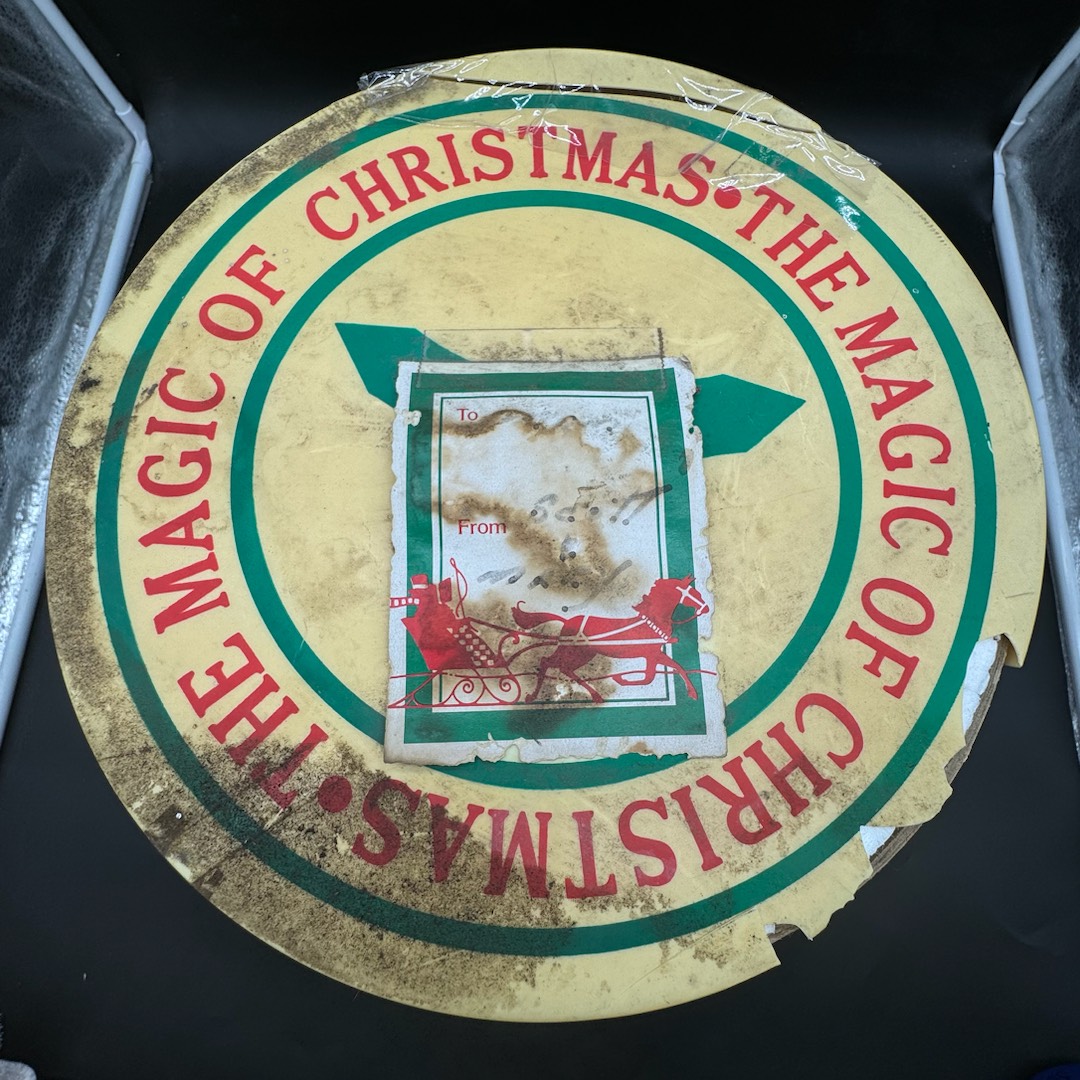 THE MAGIC OF CHRISTMAS•THE MAGIC OF CHRISTMAS•
To
From